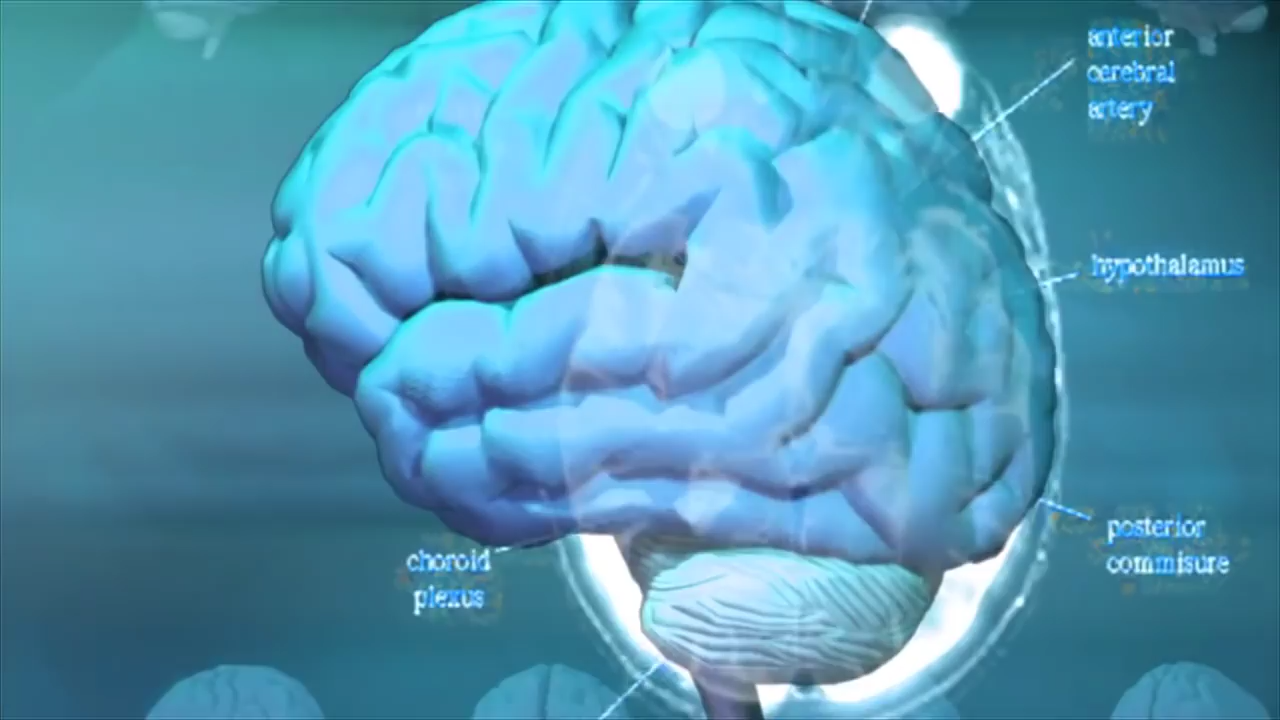 anterior
cerebral
artery
hypothalamus
posterior
commisure
choroid
plexus